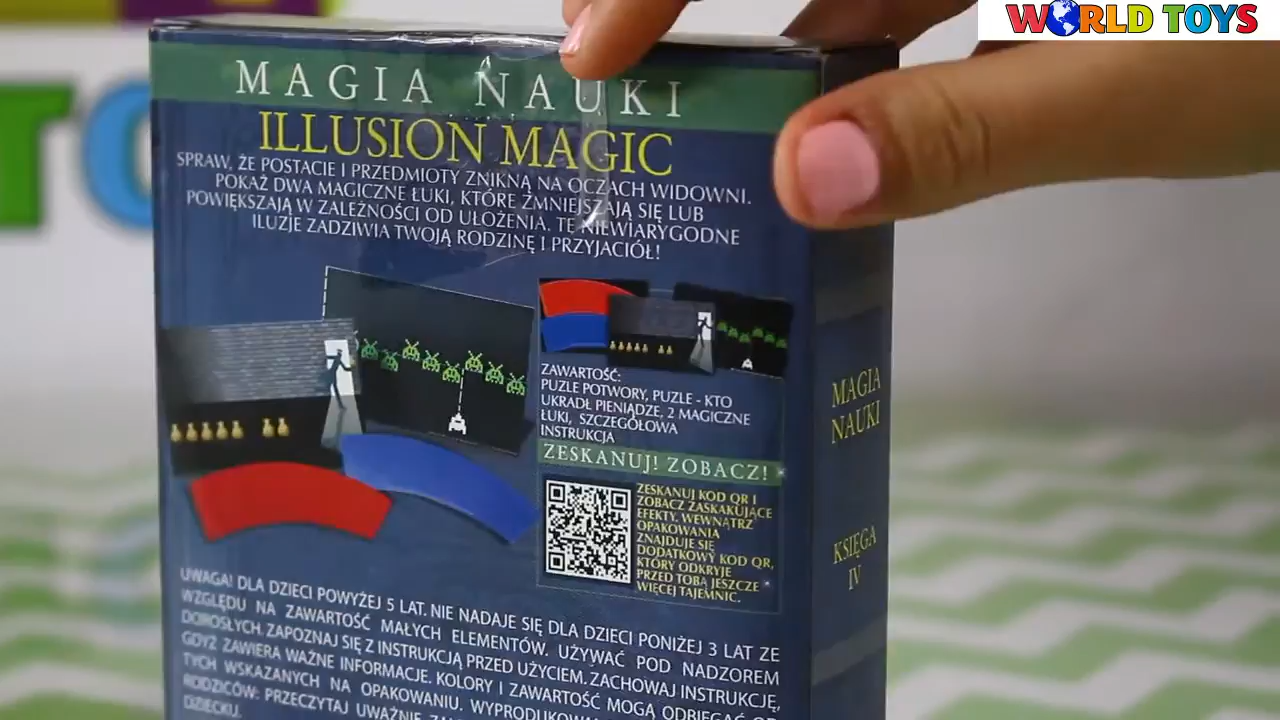 WORLD TOYS
TO
MAGIA NAUKI
ILLUSION MAGIC
SPRAW, ŻE POSTACIE I PRZEDMIOTY ZNIKNĄ NA OCZACH WIDOWNI.
POKAŻ DWA MAGICZNE ŁUKI, KTÓRE ZMNIEJSZAJĄ SIĘ LUB
POWIĘKSZAJĄ W ZALEŻNOŚCI OD UŁOŻENIA. TE NIEWIARYGODNE
ILUZJE ZADZIWIA TWOJĄ RODZINĘ I PRZYJACIÓŁ!
ZAWARTOŚĆ:
PUZLE POTWORY, PUZLE - KTO
UKRADŁ PIENIĄDZE, 2 MAGICZNE
ŁUKI, SZCZEGÓŁOWA
INSTRUKCJA
ZESKANUJ! ZOBACZ!
ZESKANUJ KOD QR I
ZOBACZ ZASKAKUJĄCE
EFEKTY. WEWNĄTRZ
OPAKOWANIA
ZNAJDUJE SIĘ
DODATKOWY KOD QR,
KTÓRY ODKRYJE
PRZED TOBĄ JESZCZE
WIĘCEJ TAJEMNIC.
UWAGA! DLA DZIECI POWYŻEJ 5 LAT. NIE NADAJE SIĘ DLA DZIECI PONIŻEJ 3 LAT ZE
WZGLĘDU NA ZAWARTOŚĆ MAŁYCH ELEMENTÓW. UŻYWAĆ POD NADZOREM
DOROSŁYCH. ZAPOZNAJ SIĘ Z INSTRUKCJĄ PRZED UŻYCIEM. ZACHOWAJ INSTRUKCJĘ,
GDYŻ ZAWIERA WAŻNE INFORMACJE. KOLORY I ZAWARTOŚĆ MOGĄ ODBIEGAĆ OD
TYCH WSKAZANYCH NA OPAKOWANIU.
RODZICÓW: PRZECZYTAJ UWAŻNIE
DZIECKU.
MAGIA
NAUKI
KSIĘGA
IV